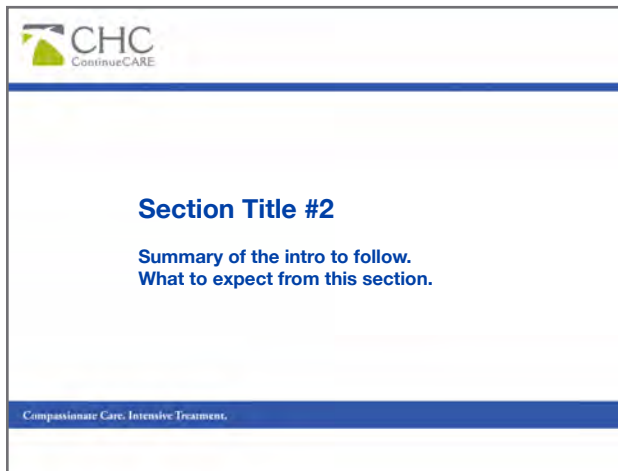 CHC
ContinueCARE
Section Title #2
Summary of the intro to follow.
What to expect from this section.
Compassionate Care. Intensive Treatment.